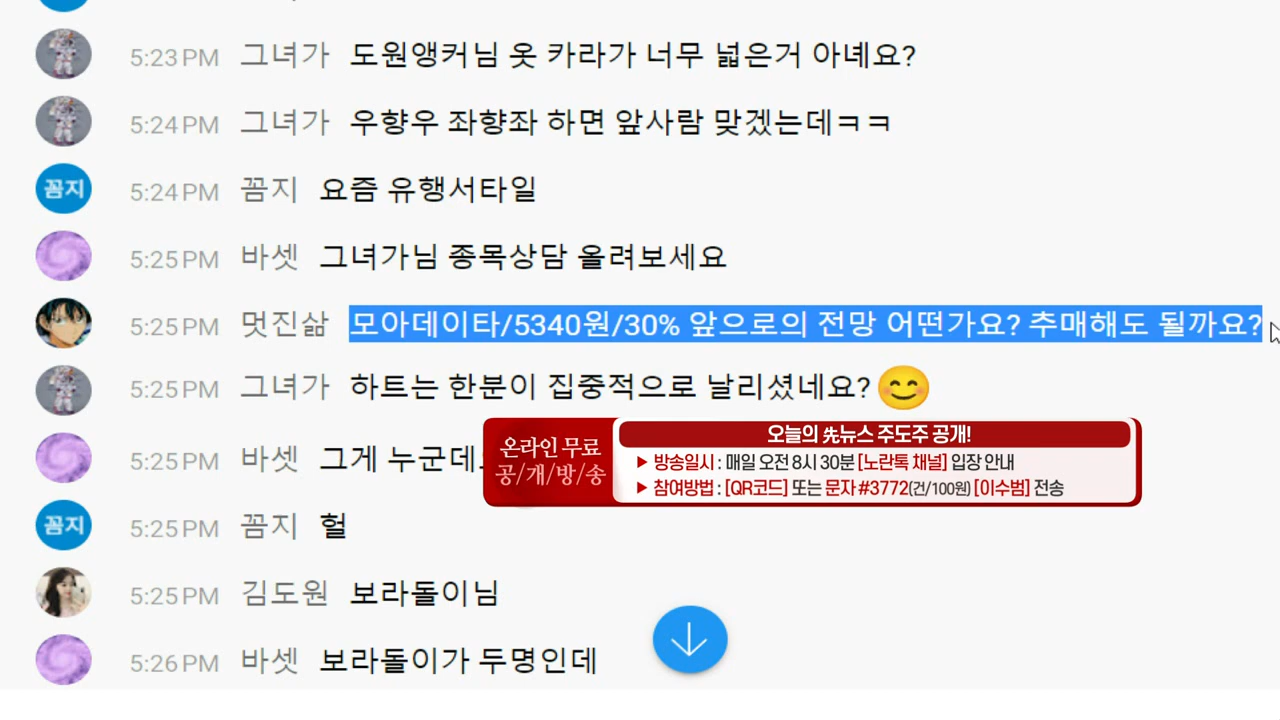 5:23 PM 그녀가 도원앵커님 옷 카라가 너무 넓은거 아녜요?
5:24 PM 그녀가 우향우 좌향좌 하면 앞사람 맞겠는데ㅋㅋ
꼼지 5:24 PM 꼼지 요즘 유행서타일
5:25 PM 바셋 그녀가님 종목상담 올려보세요
5:25 PM 멋진삶 모아데이타/5340원/30% 앞으로의 전망 어떤가요? 추매해도 될까요?
5:25 PM 그녀가 하트는 한분이 집중적으로 날리셨네요?😊
5:25 PM 바셋 그게 누군데
온라인 무료
공/개/방/송
오늘의 先뉴스 주도주 공개!
▶ 방송일시 : 매일 오전 8시 30분 [노란톡 채널] 입장 안내
▶ 참여방법 : [QR코드] 또는 문자 #3772(건/100원) [이수범] 전송
꼼지 5:25 PM 꼼지 헐
5:25 PM 김도원 보라돌이님
5:26 PM 바셋 보라돌이가 두명인데